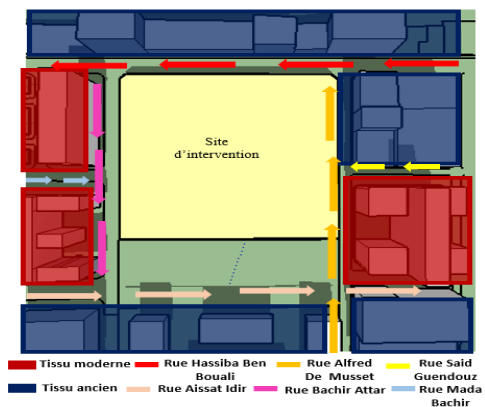 Site
d'intervention
Tissu moderne
Rue Hassiba Ben
Bouali
Rue Alfred
De Musset
Rue Said
Guendouz
Tissu ancien
Rue Aissat Idir
Rue Bachir Attar
Rue Mada
Bachir